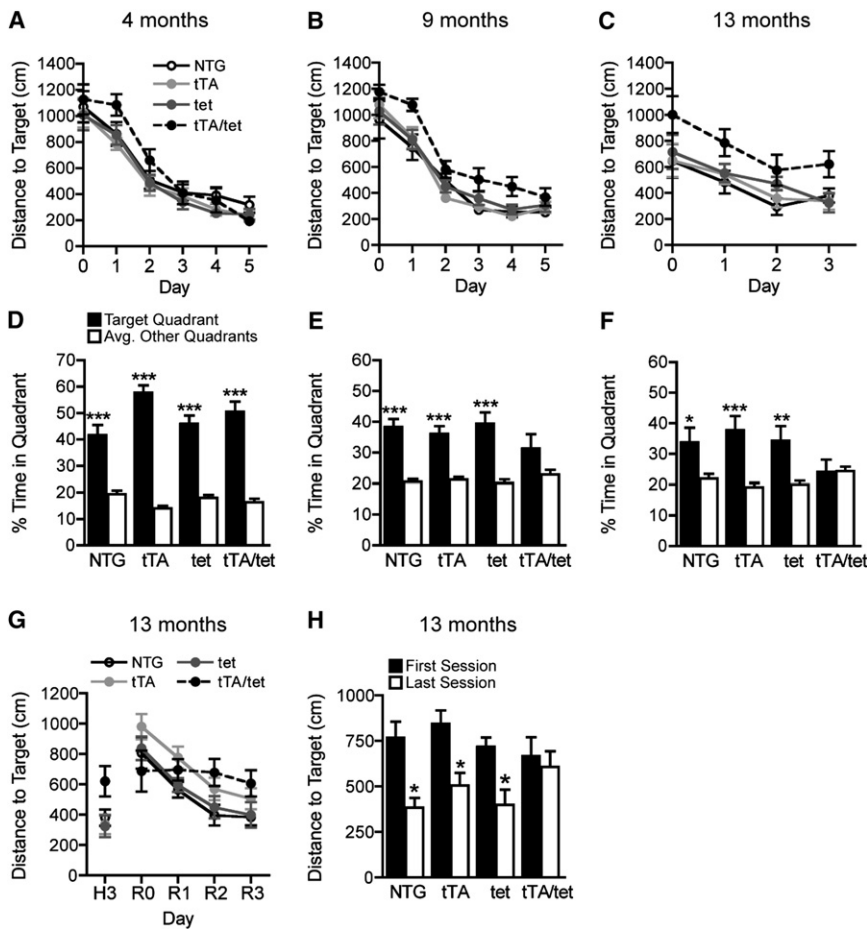 A 4 months
B 9 months
C 13 months
Distance to Target (cm)
1400
1200
1000
800
600
400
200
0
NTG
tTA
tet
tTA/tet
0 1 2 3 4 5
Day
Distance to Target (cm)
1400
1200
1000
800
600
400
200
0
0 1 2 3 4 5
Day
Distance to Target (cm)
1400
1200
1000
800
600
400
200
0
0 1 2 3
Day
D
Target Quadrant
Avg. Other Quadrants
% Time in Quadrant
70
60
50
40
30
20
10
0
*** *** *** ***
NTG tTA tet tTA/tet
E
% Time in Quadrant
60
50
40
30
20
10
0
*** *** ***
NTG tTA tet tTA/tet
F
% Time in Quadrant
60
50
40
30
20
10
0
* *** **
NTG tTA tet tTA/tet
G 13 months
NTG tet
tTA tTA/tet
Distance to Target (cm)
1200
1000
800
600
400
200
0
H3 R0 R1 R2 R3
Day
H 13 months
First Session
Last Session
Distance to Target (cm)
1000
750
500
250
0
* * *
NTG tTA tet tTA/tet